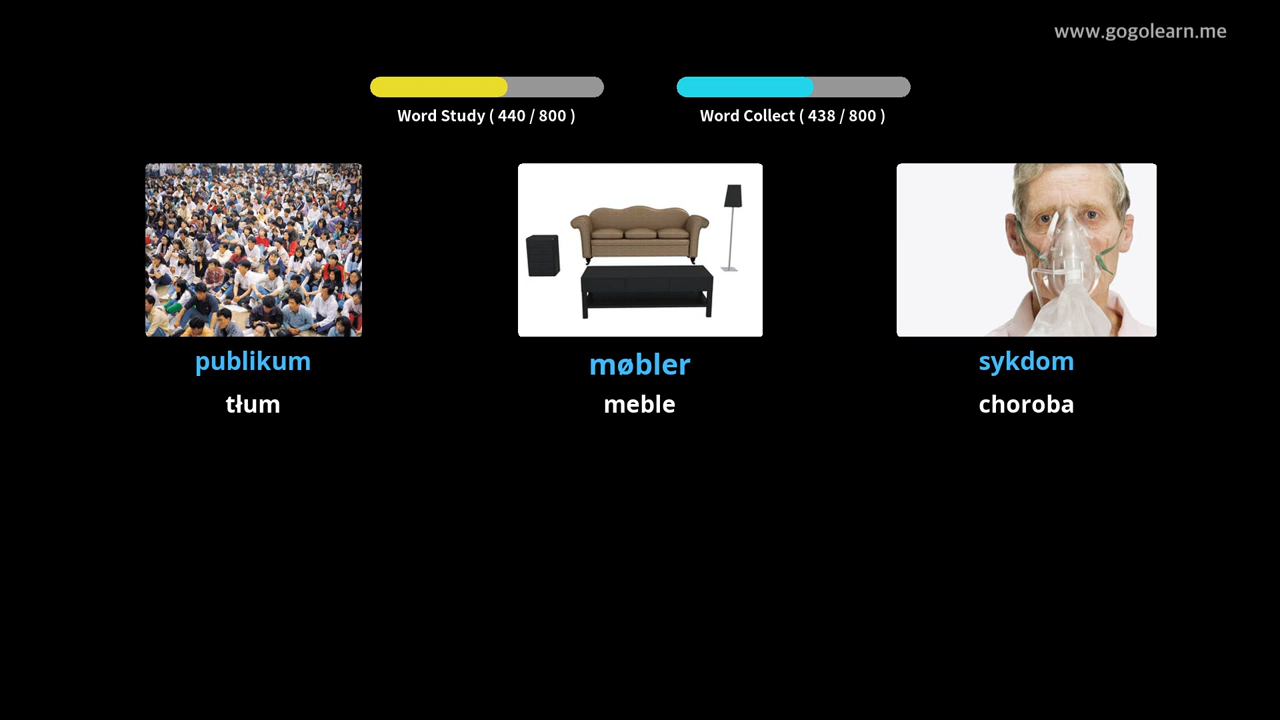 www.gogolearn.me
Word Study ( 440 / 800 )
Word Collect ( 438 / 800 )
publikum
møbler
sykdom
tłum
meble
choroba